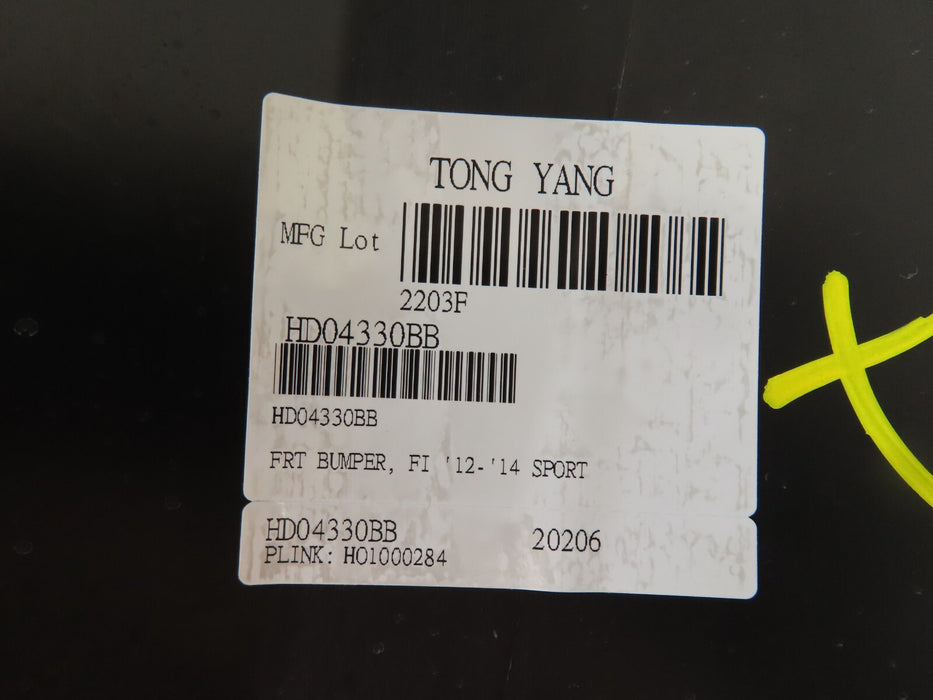 TONG YANG
MFG Lot
2203F
HD04330BB
HD04330BB
FRT BUMPER, FI '12-'14 SPORT
HD04330BB 20206
PLINK: HO1000284